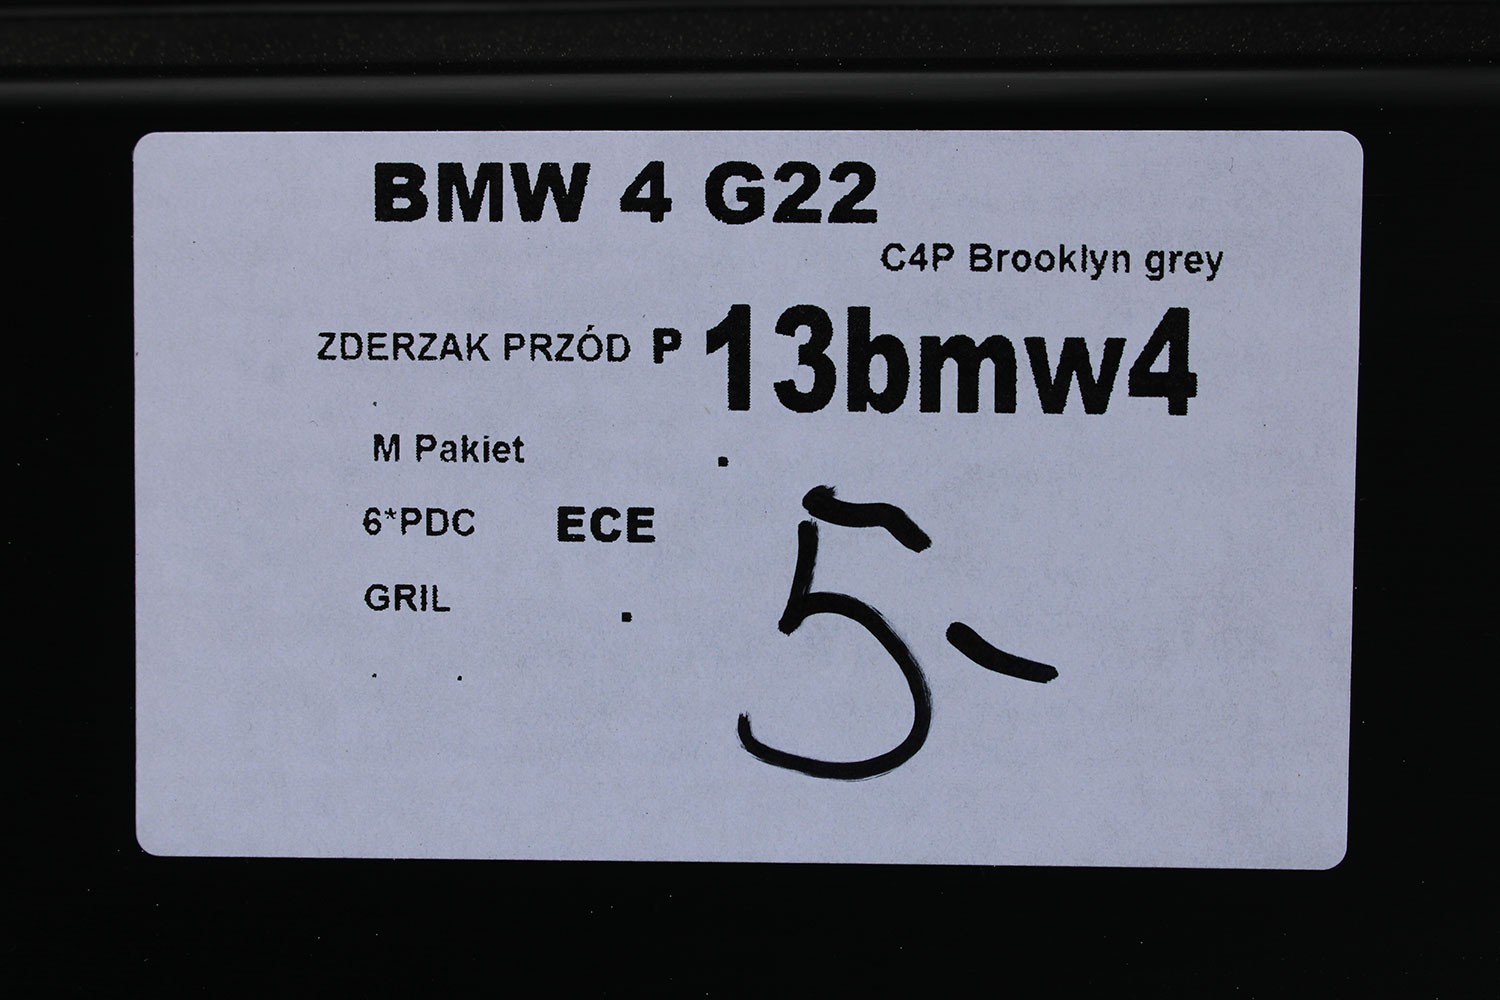 BMW 4 G22
C4P Brooklyn grey
ZDERZAK PRZÓD P 13bmw4
M Pakiet
6*PDC ECE
GRIL
5-